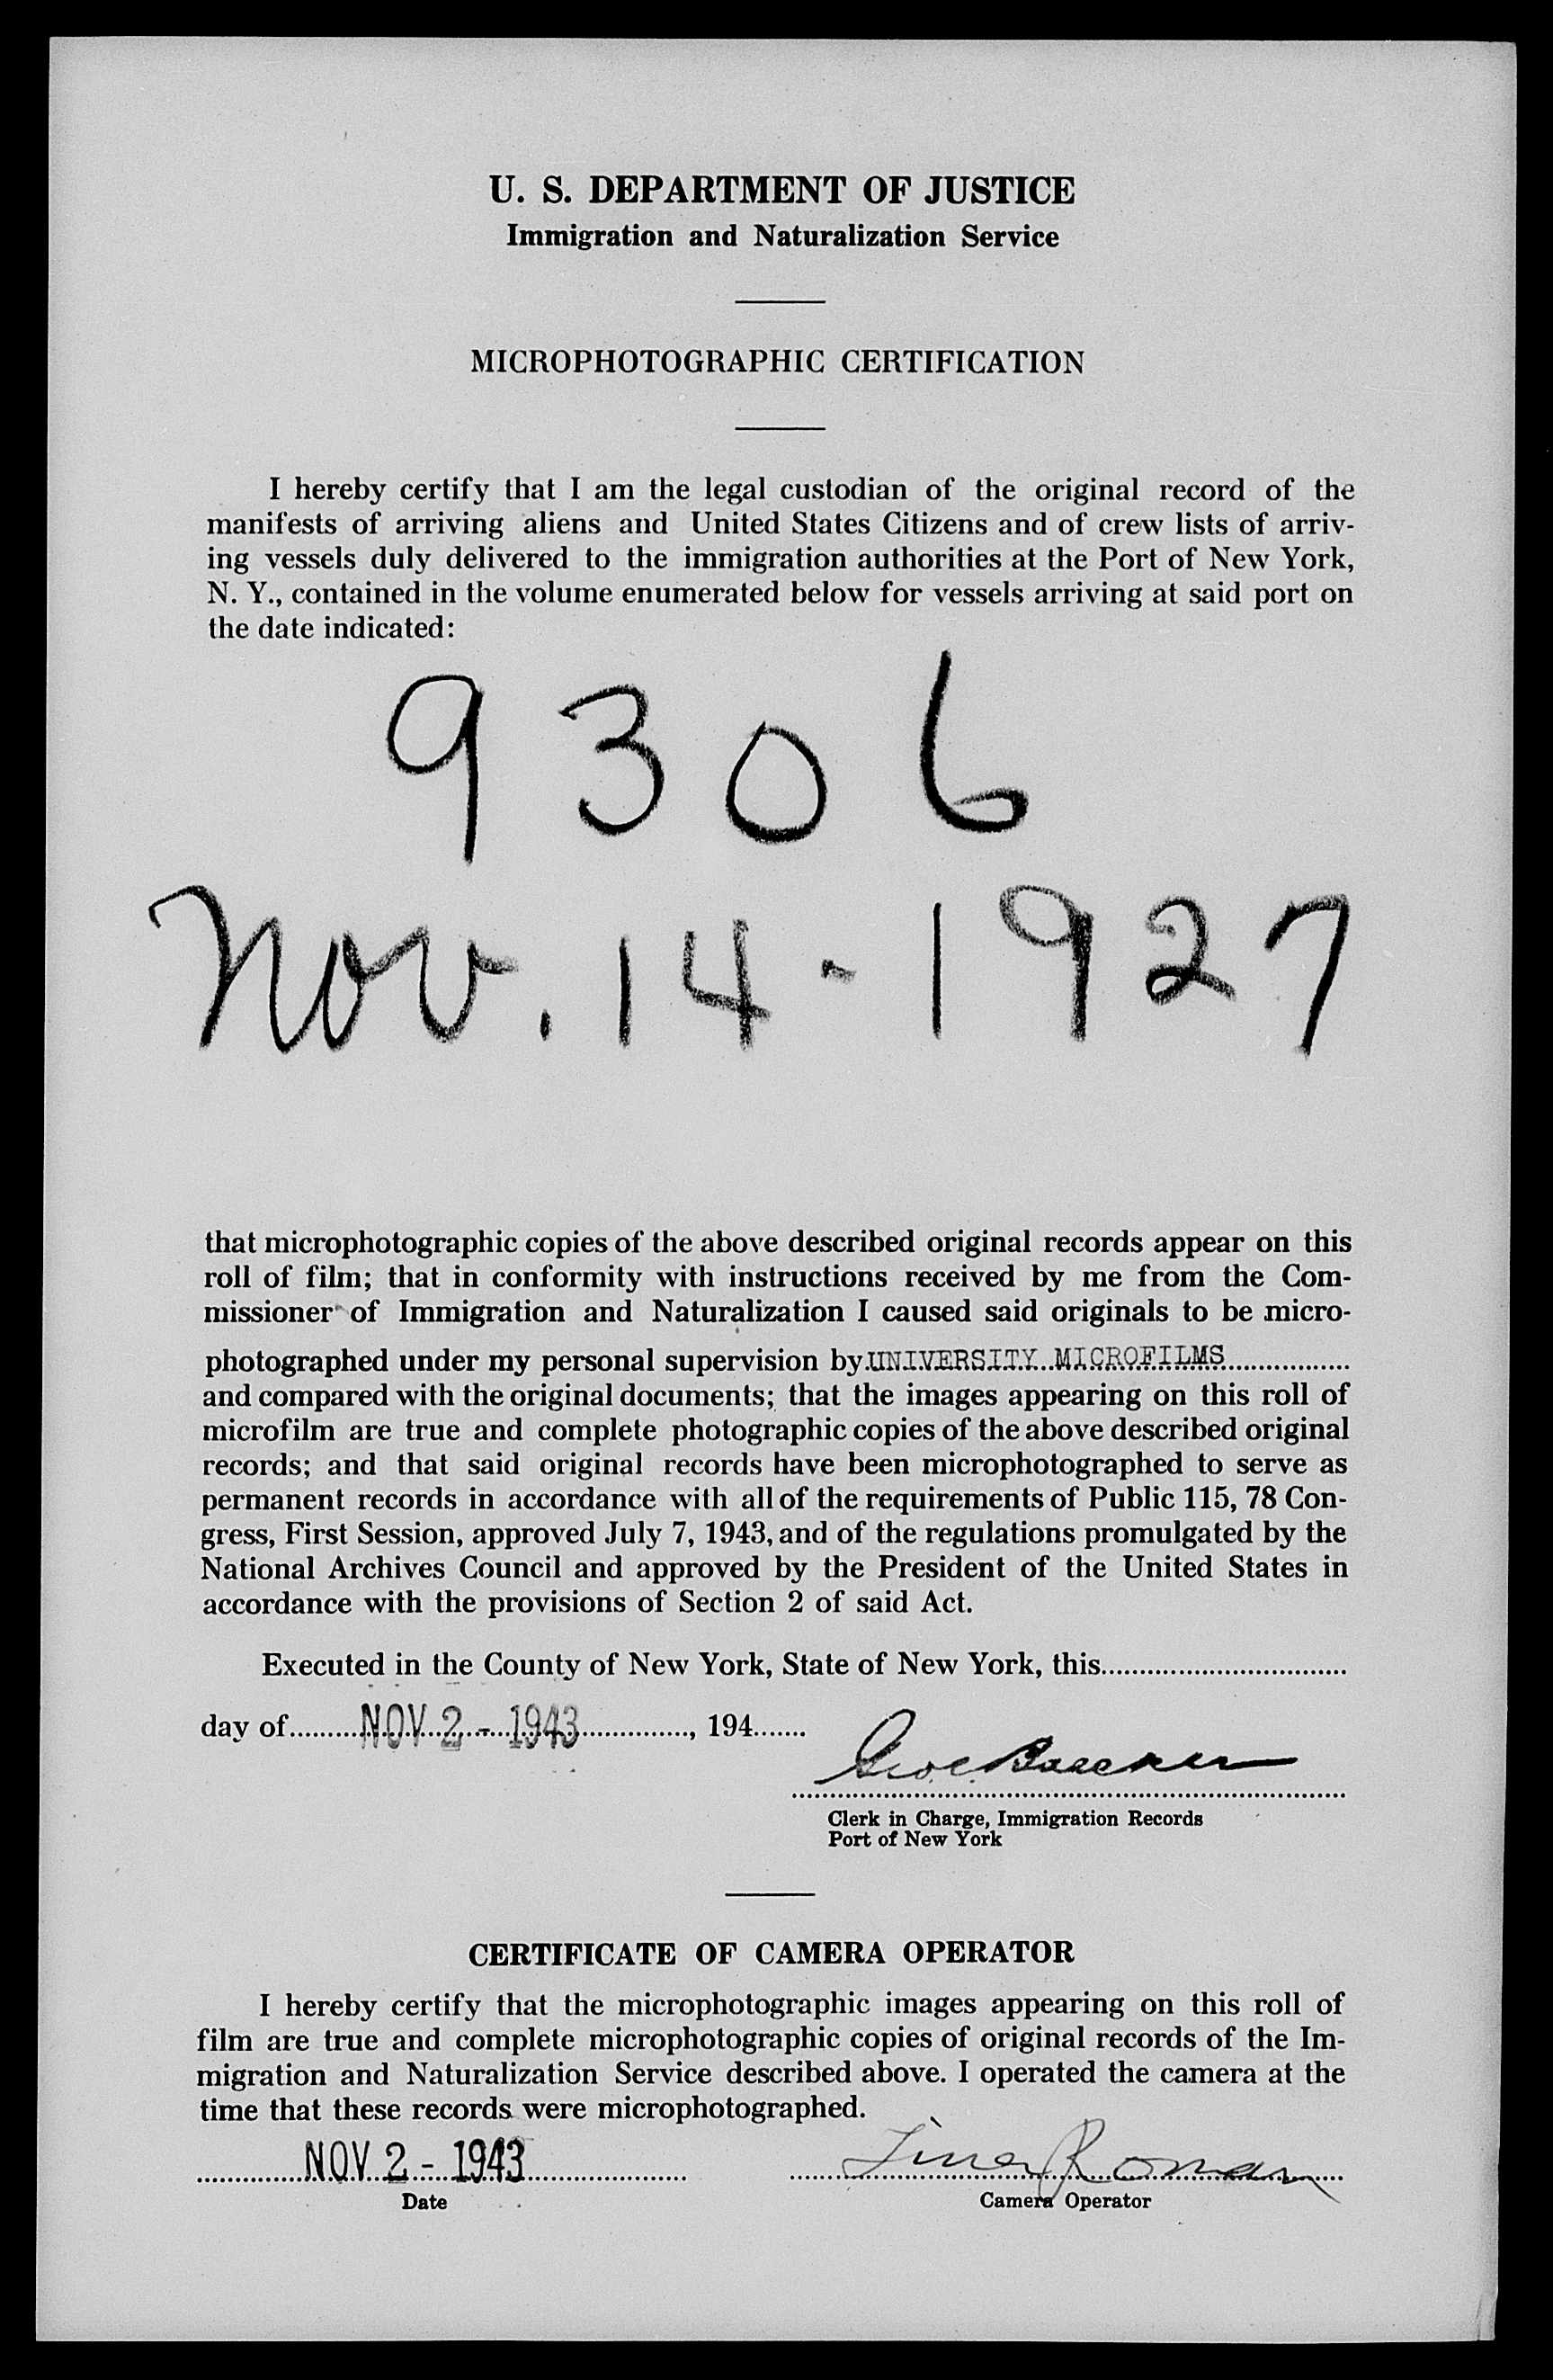 U. S. DEPARTMENT OF JUSTICE
Immigration and Naturalization Service
MICROPHOTOGRAPHIC CERTIFICATION
I hereby certify that I am the legal custodian of the original record of the
manifests of arriving aliens and United States Citizens and of crew lists of arriv-
ing vessels duly delivered to the immigration authorities at the Port of New York,
N. Y., contained in the volume enumerated below for vessels arriving at said port on
the date indicated:
9306
Nov. 14 - 1927
that microphotographic copies of the above described original records appear on this
roll of film; that in conformity with instructions received by me from the Com-
missioner of Immigration and Naturalization I caused said originals to be micro-
photographed under my personal supervision by UNIVERSITY MICROFILMS
and compared with the original documents; that the images appearing on this roll of
microfilm are true and complete photographic copies of the above described original
records; and that said original records have been microphotographed to serve as
permanent records in accordance with all of the requirements of Public 115, 78 Con-
gress, First Session, approved July 7, 1943, and of the regulations promulgated by the
National Archives Council and approved by the President of the United States in
accordance with the provisions of Section 2 of said Act.
Executed in the County of New York, State of New York, this
day of NOV 2 - 1943, 194
Clerk in Charge, Immigration Records
Port of New York
CERTIFICATE OF CAMERA OPERATOR
I hereby certify that the microphotographic images appearing on this roll of
film are true and complete microphotographic copies of original records of the Im-
migration and Naturalization Service described above. I operated the camera at the
time that these records were microphotographed.
NOV 2 - 1943 Roman
Date Camera Operator